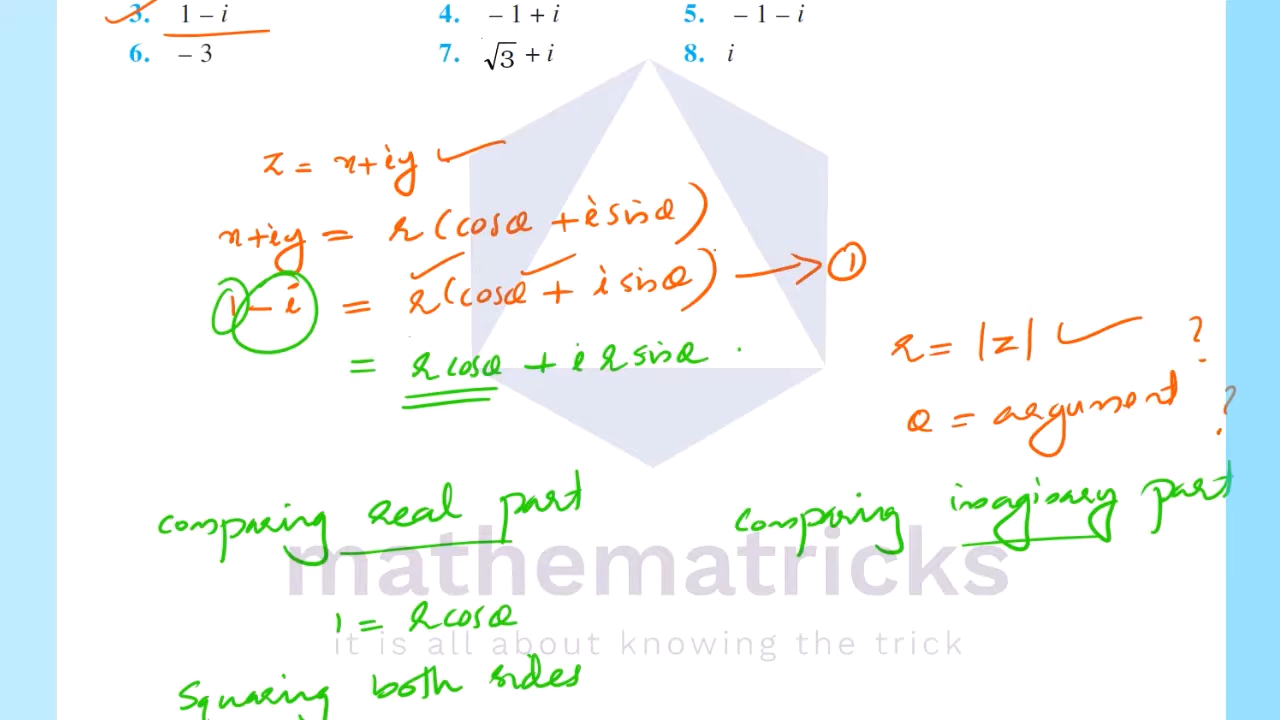 3. 1 – i 4. – 1 + i 5. – 1 – i
6. – 3 7. √3 + i 8. i
z = x+iy
x+iy = r(cosθ + i sinθ)
1 - i = r(cosθ + i sinθ) → ①
= r cosθ + i r sinθ.
r = |z| ?
θ = argument ?
comparing real part
comparing imaginary part
mathematricks
1 = r cosθ
it is all about knowing the trick
Squaring both sides